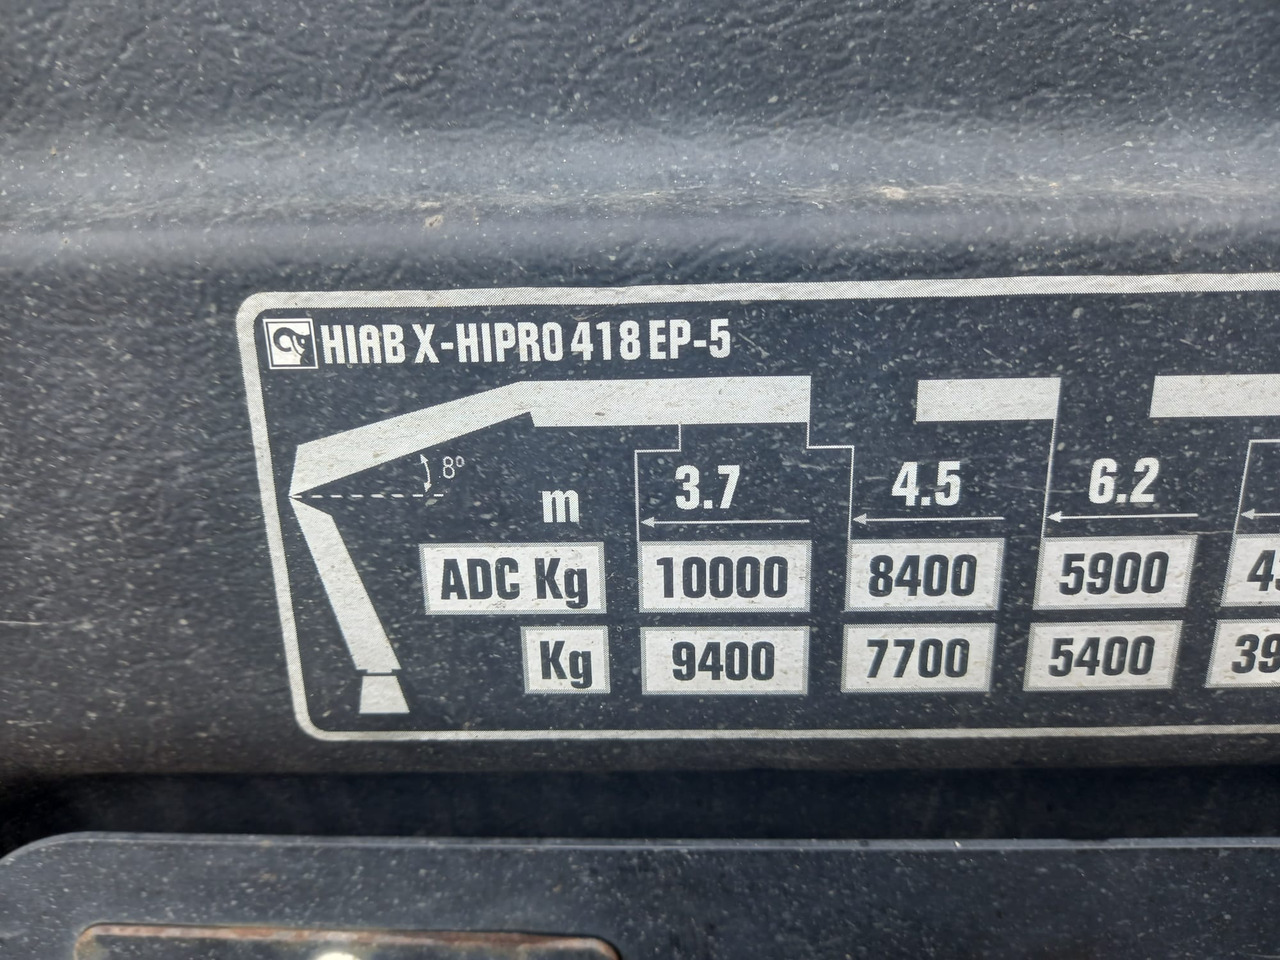 HIAB X-HIPRO 418 EP-5
8°
m 3.7 4.5 6.2
ADC Kg 10000 8400 5900
Kg 9400 7700 5400 39